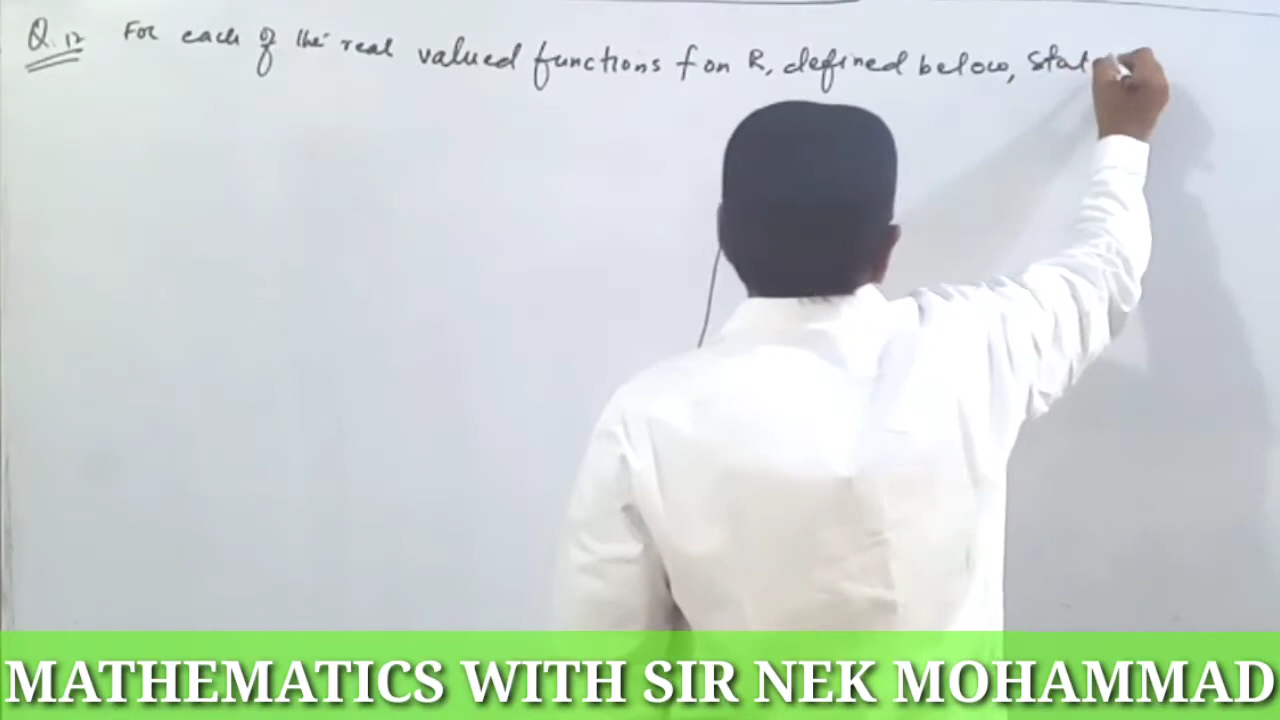 Q.12 For each of the real valued functions f on R, defined below, Stat
MATHEMATICS WITH SIR NEK MOHAMMAD